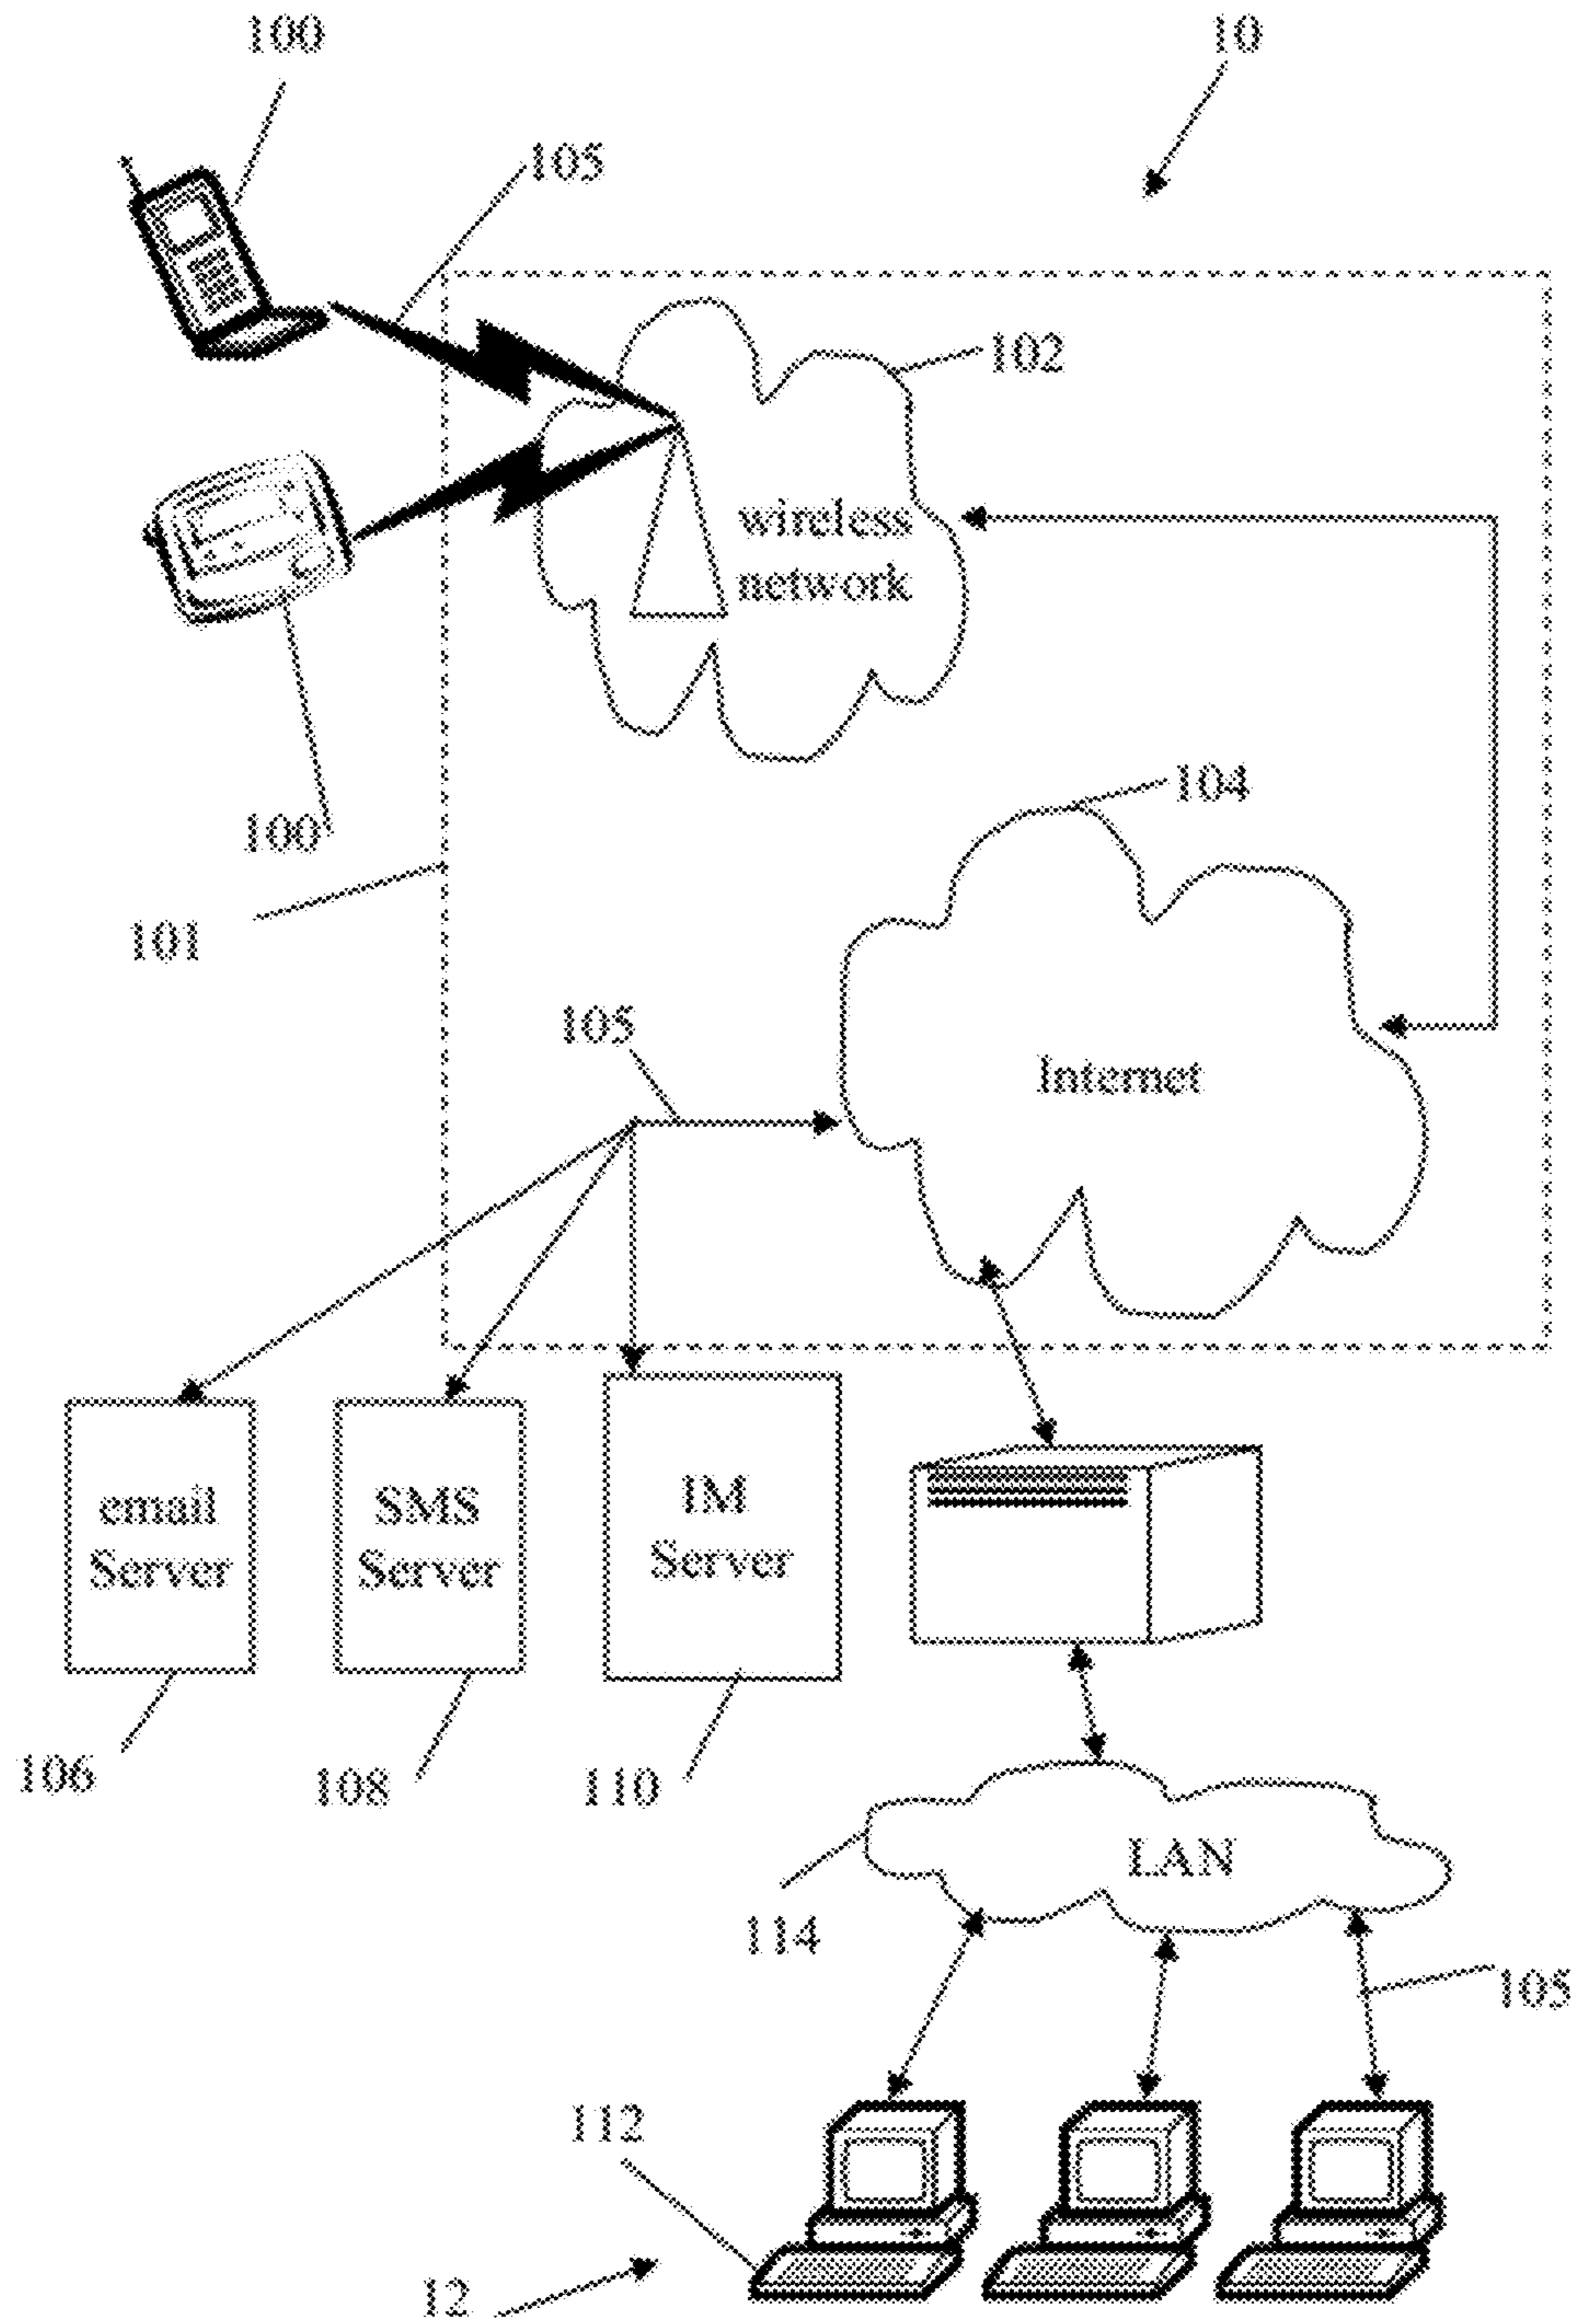 100
10
105
102
wireless
network
104
100
101
105
Internet
email
Server
SMS
Server
IM
Server
106
108
110
LAN
114
105
112
12